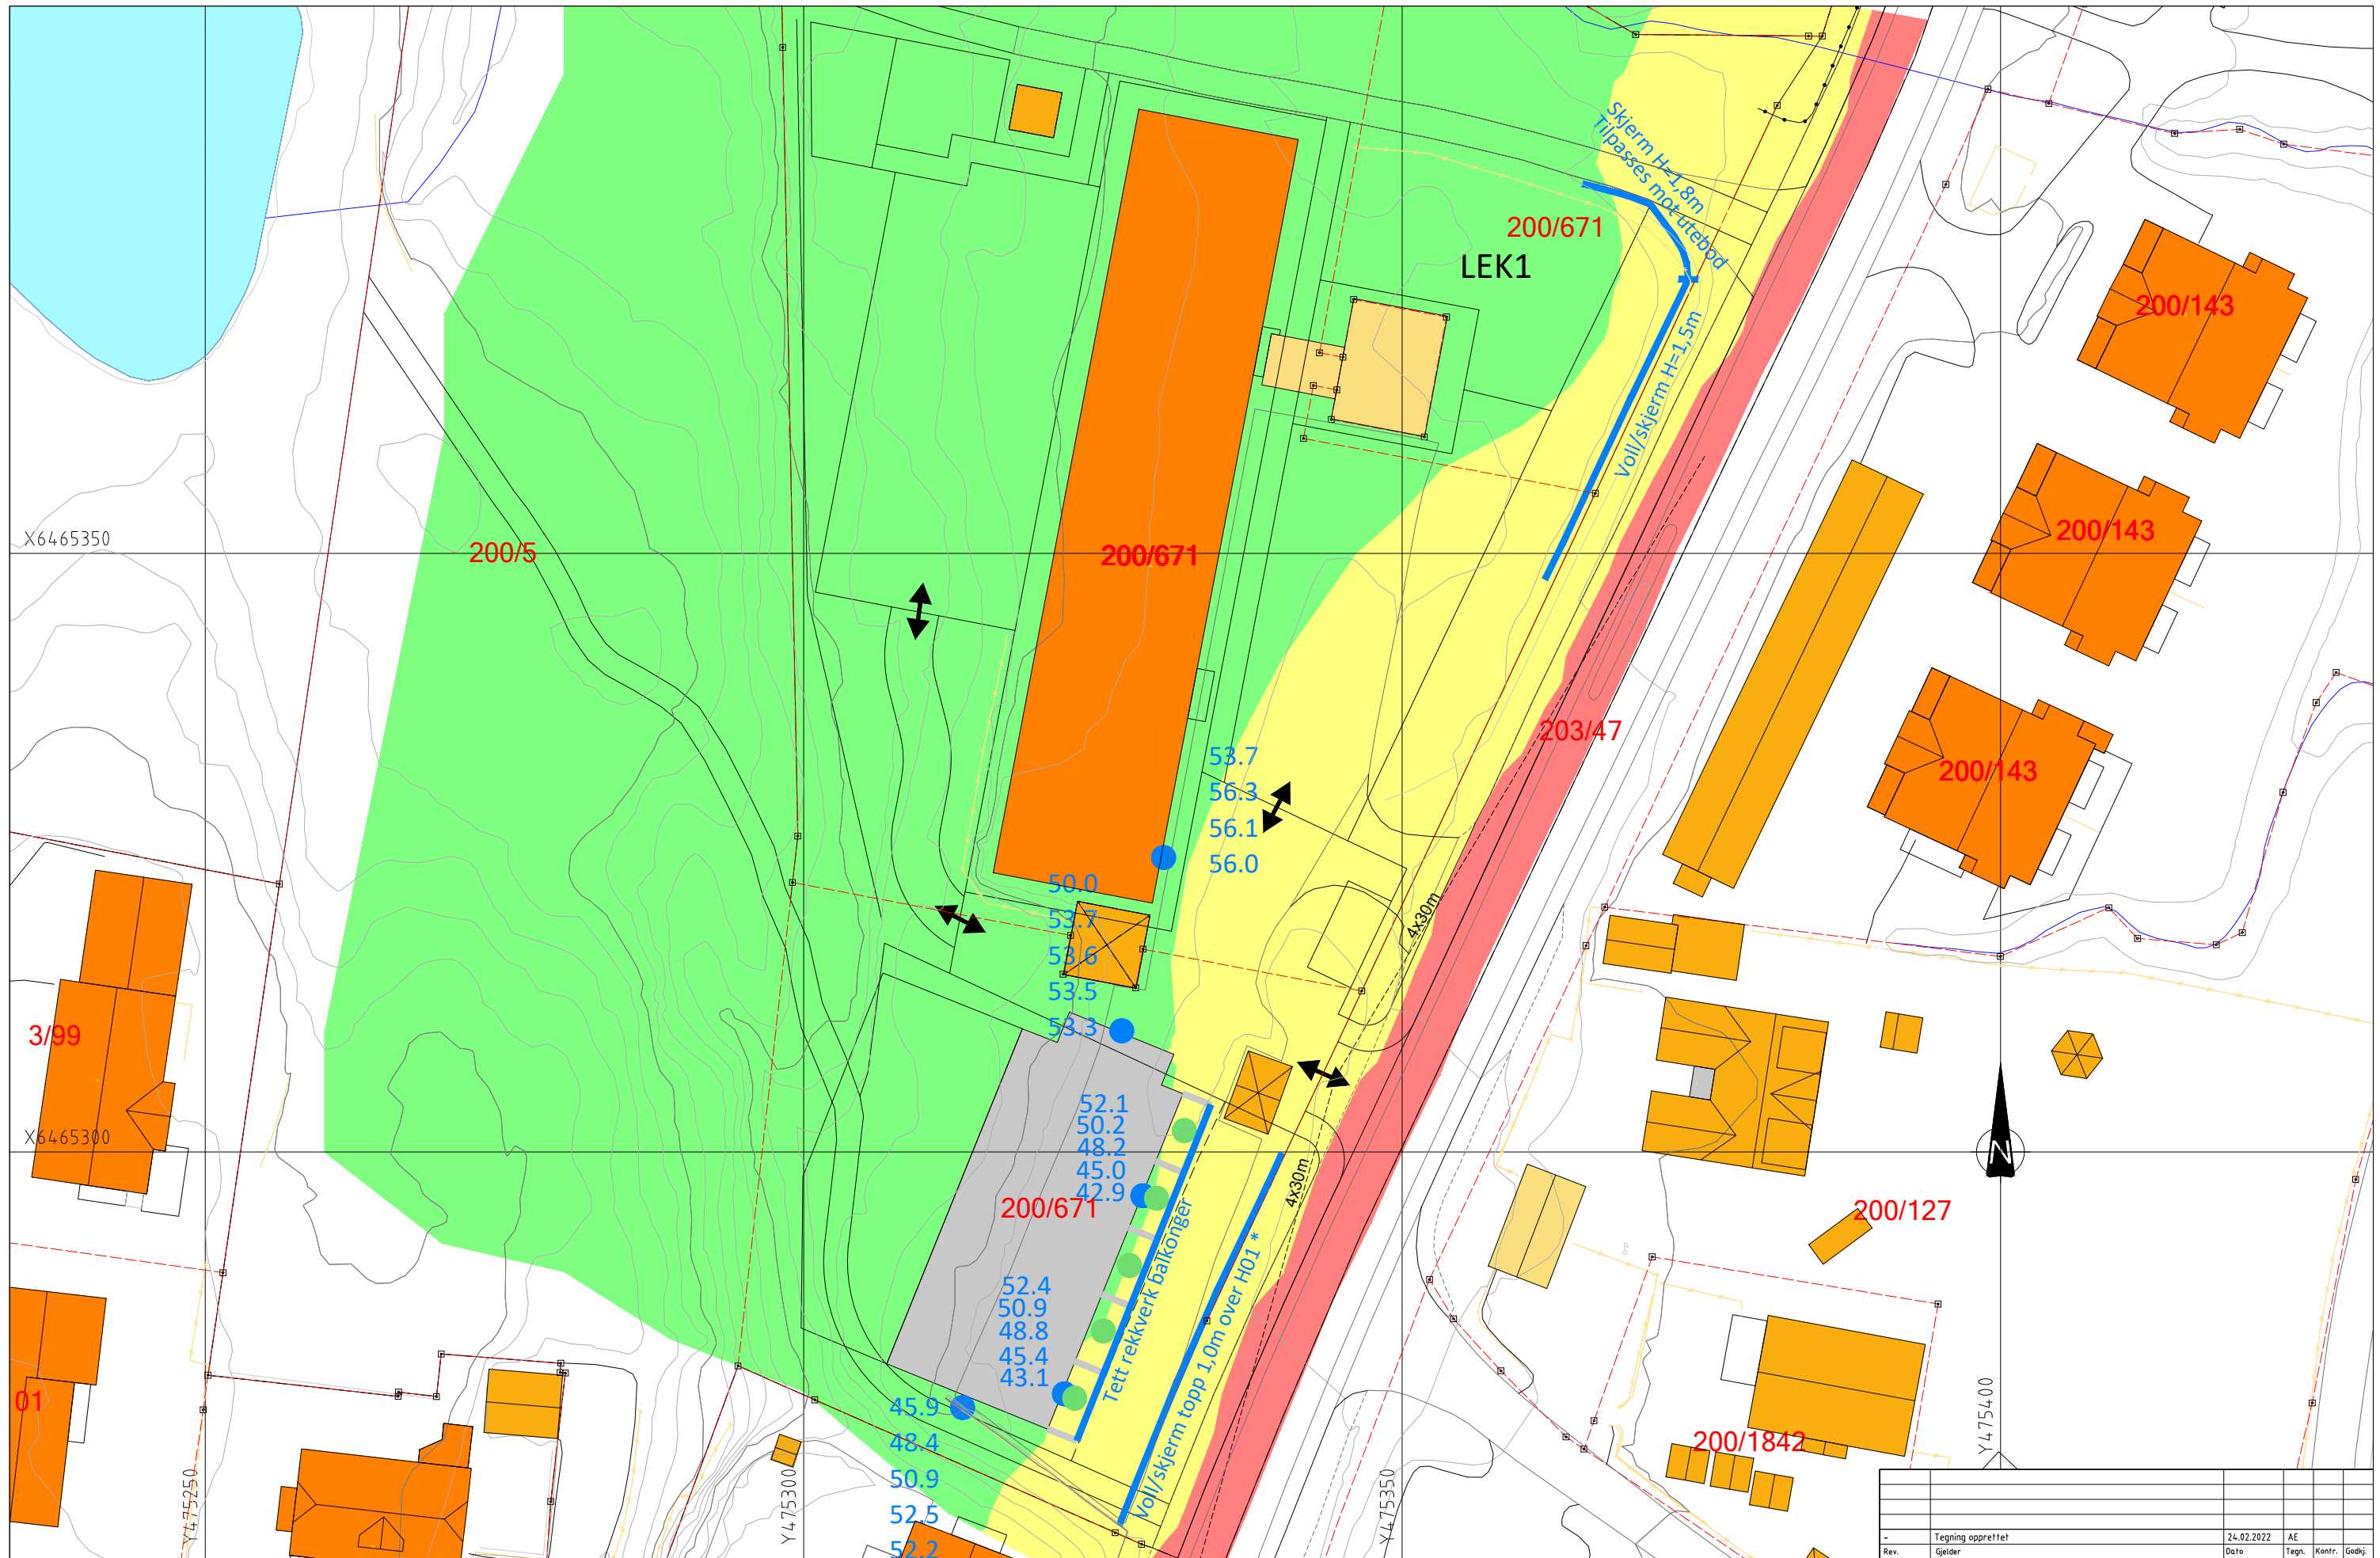 Skjerm H=1,8m
Tilpasses mot utebod
200/671
LEK1
200/143
Voll/skjerm H=1,5m
X6465350
200/5
200/671
200/143
203/47
53.7
56.3
56.1
56.0
200/143
50.0
53.7
53.6
53.5
53.3
4x30m
3/99
X6465300
52.1
50.2
48.2
45.0
42.9
200/671
4x30m
N
200/127
Tett rekkverk balkonger
Voll/skjerm topp 1,0m over H01 *
52.4
50.9
48.8
45.4
43.1
01
45.9
48.4
50.9
52.5
52.2
200/1842
Y475250
Y475300
Y475350
Y475400
- Tegning opprettet 24.02.2022 AE
Rev. Gjelder Dato Tegn. Kontr. Godkj.